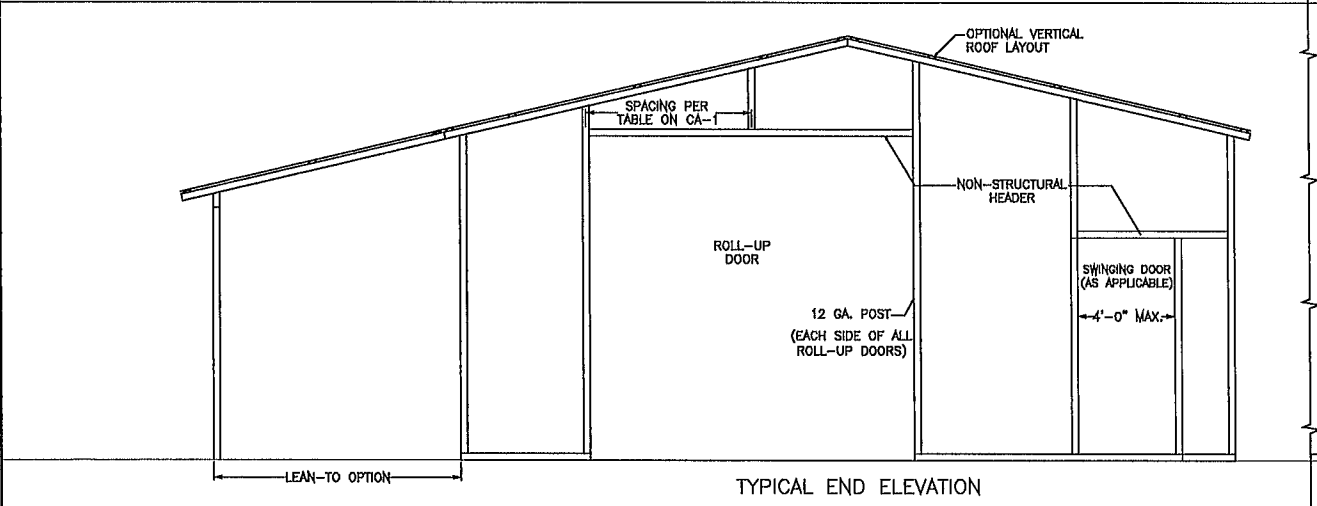 OPTIONAL VERTICAL
ROOF LAYOUT
SPACING PER
TABLE ON CA-1
NON-STRUCTURAL
HEADER
ROLL-UP
DOOR
SWINGING DOOR
(AS APPLICABLE)
4'-0" MAX.
12 GA. POST
(EACH SIDE OF ALL
ROLL-UP DOORS)
LEAN-TO OPTION
TYPICAL END ELEVATION